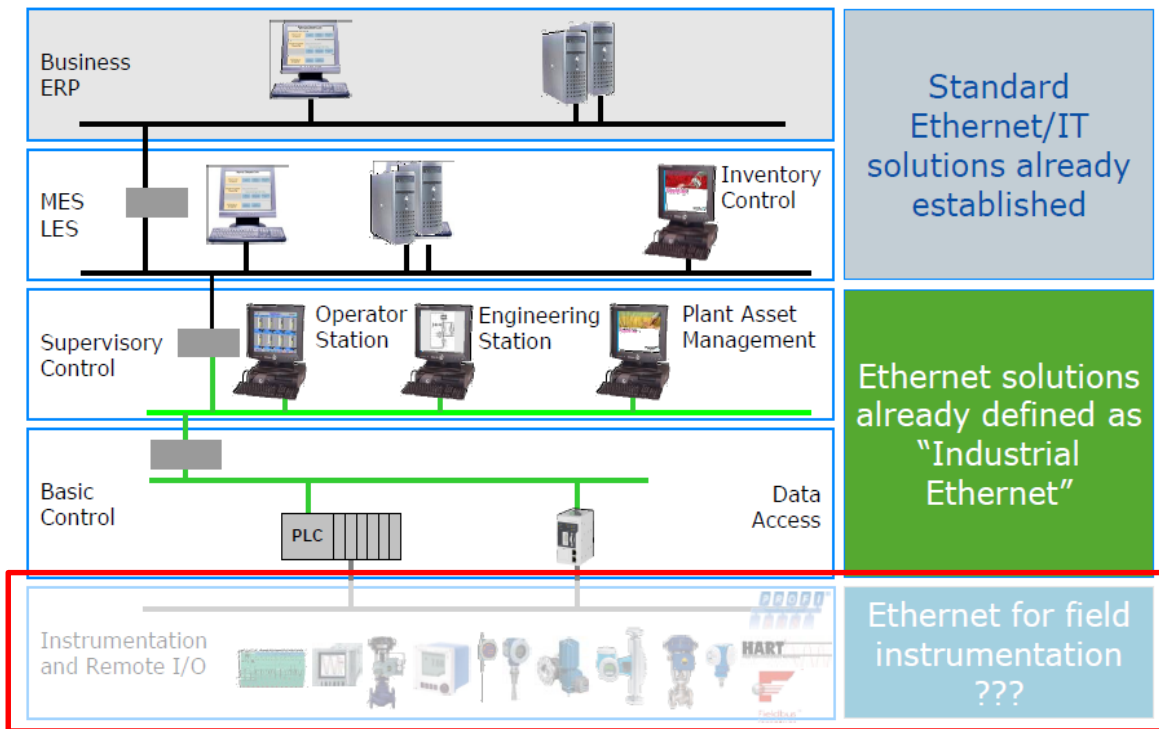 Business
ERP
Standard
Ethernet/IT
solutions already
established
MES
LES
Inventory
Control
Supervisory
Control
Operator
Station
Engineering
Station
Plant Asset
Management
Ethernet solutions
already defined as
“Industrial
Ethernet”
Basic
Control
PLC
Data
Access
Instrumentation
and Remote I/O
PROFI
HART
Fieldbus
Ethernet for field
instrumentation
???